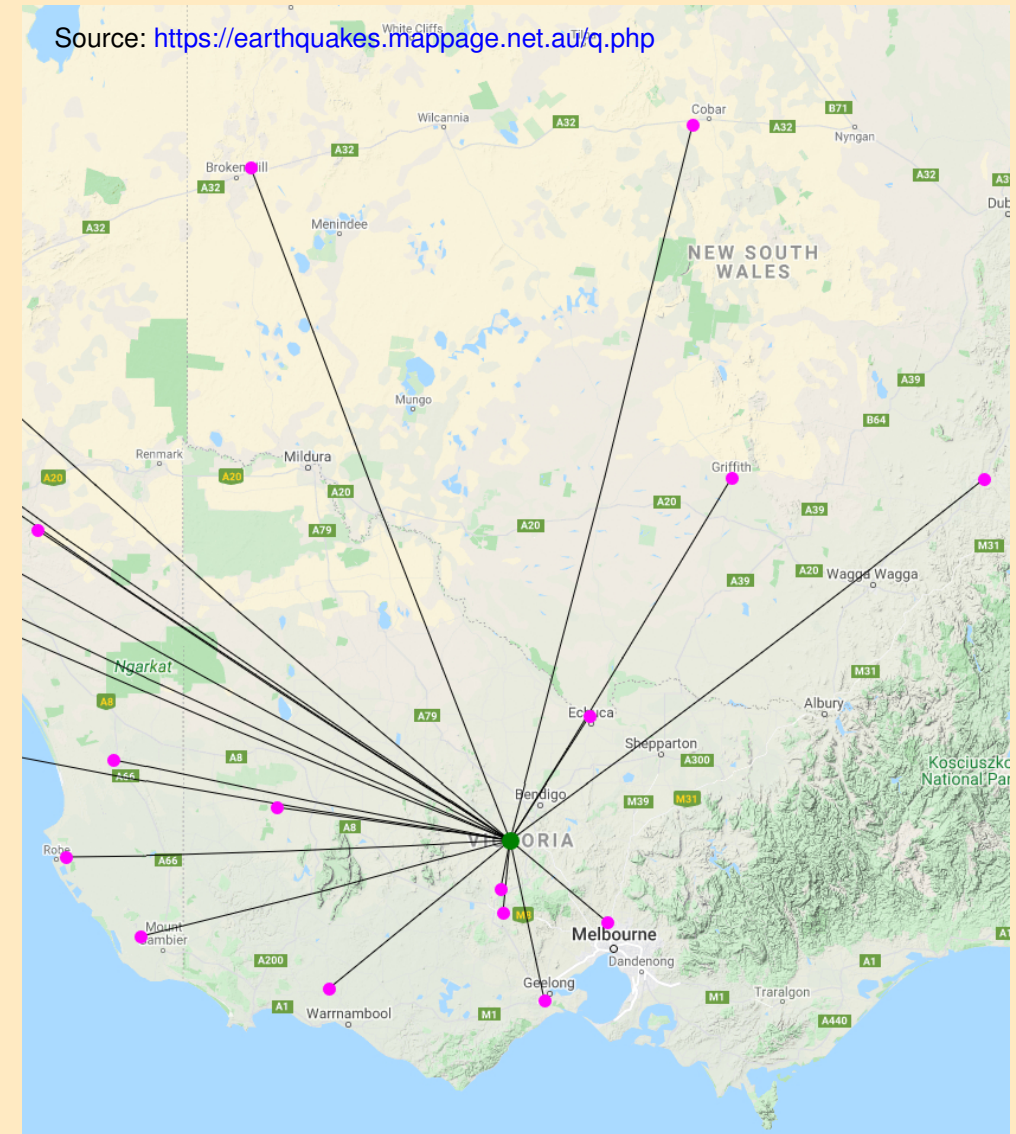 White Cliffs
Source: https://earthquakes.mappage.net.au/q.php
Cobar
B71
Wilcannia
A32
A32
Nyngan
A32
Broken Hill
A32
A32
Menindee
A32
NEW SOUTH
WALES
A39
Mungo
B64
Renmark
Mildura
Griffith
A20
A20
A20
A20
A39
A79
A20
M31
A39
A20
Wagga Wagga
Ngarkat
M31
A8
Albury
A79
Echuca
Shepparton
A8
A300
A66
Bendigo
M39
M31
A8
VICTORIA
Robe
A66
M8
Mount
Gambier
Melbourne
A200
Dandenong
A1
Geelong
A1
M1
M1
Traralgon
Warrnambool
A440